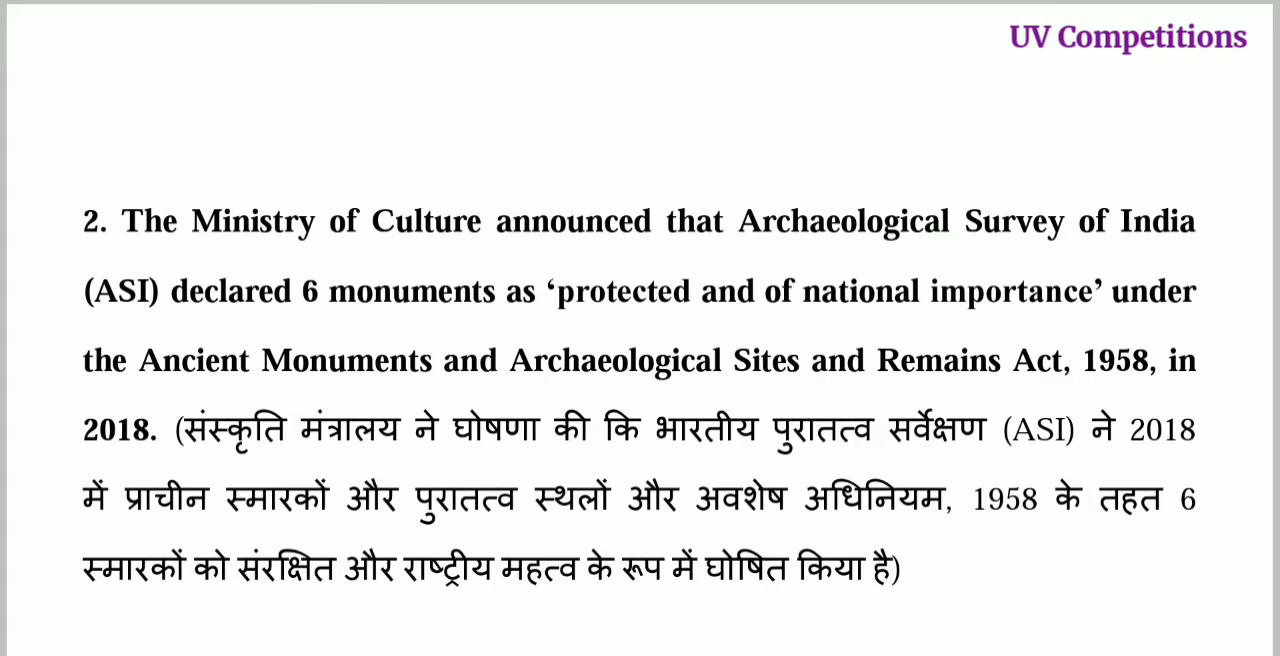 UV Competitions
2. The Ministry of Culture announced that Archaeological Survey of India
(ASI) declared 6 monuments as ‘protected and of national importance’ under
the Ancient Monuments and Archaeological Sites and Remains Act, 1958, in
2018. (संस्कृति मंत्रालय ने घोषणा की कि भारतीय पुरातत्व सर्वेक्षण (ASI) ने 2018
में प्राचीन स्मारकों और पुरातत्व स्थलों और अवशेष अधिनियम, 1958 के तहत 6
स्मारकों को संरक्षित और राष्ट्रीय महत्व के रूप में घोषित किया है)